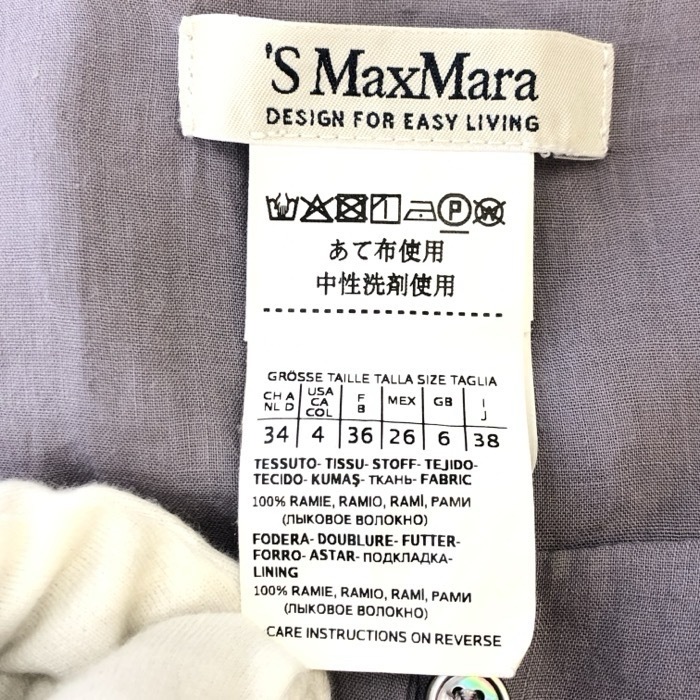 'S MaxMara
DESIGN FOR EASY LIVING
P W
あて布使用
中性洗剤使用
GRÖSSE TAILLE TALLA SIZE TAGLIA
CH A NL D USA CA COL F B MEX GB I J
34 4 36 26 6 38
TESSUTO- TISSU- STOFF- TEJIDO-
TECIDO- KUMAŞ- ТКАНЬ- FABRIC
100% RAMIE, RAMIO, RAMÍ, РАМИ
(ЛЫКОВОЕ ВОЛОКНО)
FODERA- DOUBLURE- FUTTER-
FORRO- ASTAR- ПОДКЛАДКА-
LINING
100% RAMIE, RAMIO, RAMÍ, РАМИ
(ЛЫКОВОЕ ВОЛОКНО)
CARE INSTRUCTIONS ON REVERSE